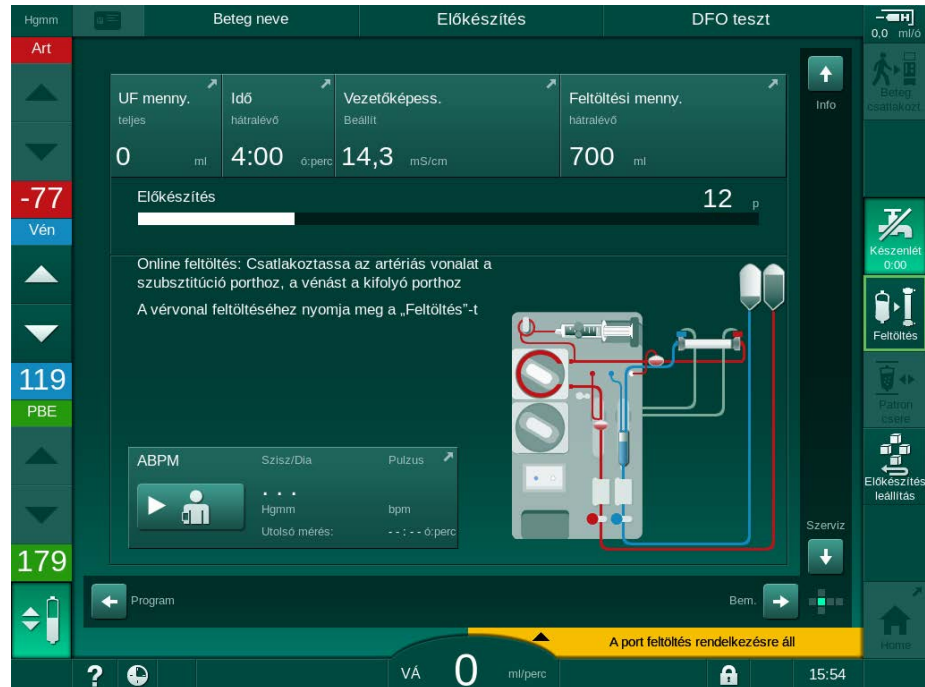 Hgmm
Beteg neve
Előkészítés
DFO teszt
0,0 ml/ó
Art
-77
Vén
119
PBE
179
UF menny.
teljes
0 ml
Idő
hátralévő
4:00 ó:perc
Vezetőképess.
Beállít
14,3 mS/cm
Feltöltési menny.
hátralévő
700 ml
Előkészítés
12 p
Online feltöltés: Csatlakoztassa az artériás vonalat a
szubsztitúció porthoz, a vénást a kifolyó porthoz
A vérvonal feltöltéséhez nyomja meg a „Feltöltés”-t
ABPM
Szisz/Dia
Pulzus
. . .
Hgmm
bpm
Utolsó mérés:
--:-- ó:perc
Info
Szerviz
Program
Bem.
Beteg
csatlakozt.
Készenlét
0:00
Feltöltés
Patron
csere
Előkészítés
leállítás
Home
A port feltöltés rendelkezésre áll
?
VÁ 0 ml/perc
15:54